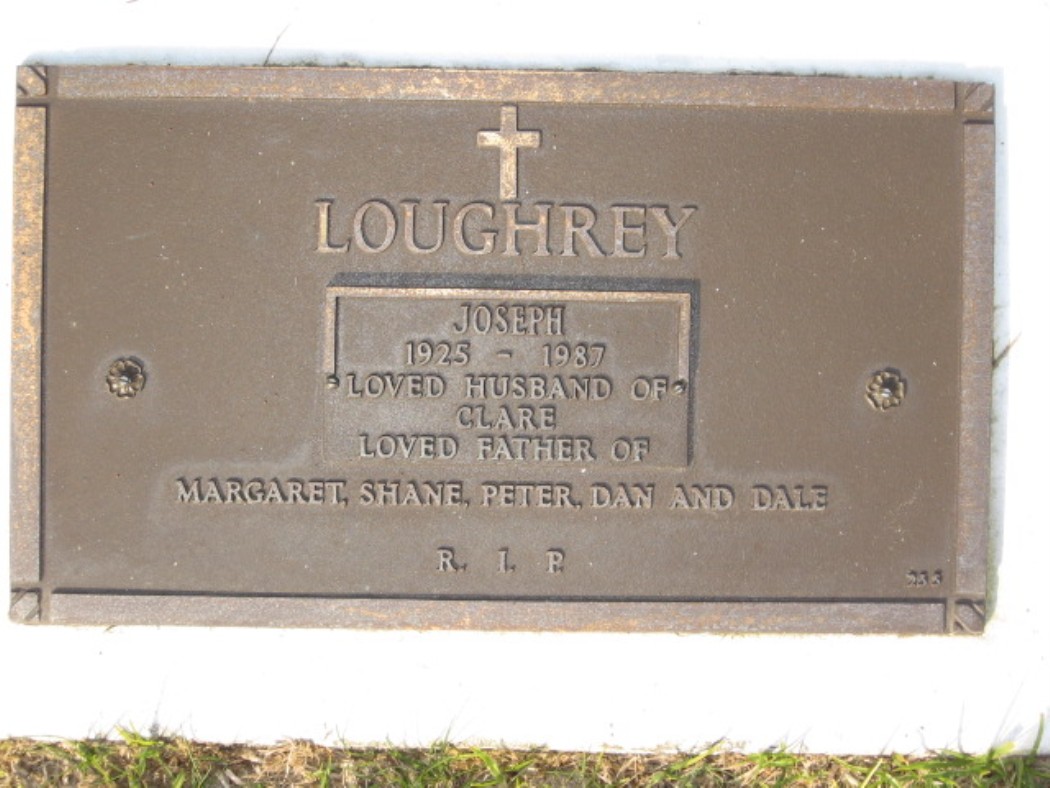 LOUGHREY
JOSEPH
1925 - 1987
LOVED HUSBAND OF
CLARE
LOVED FATHER OF
MARGARET, SHANE, PETER, DAN AND DALE
R. I. P.